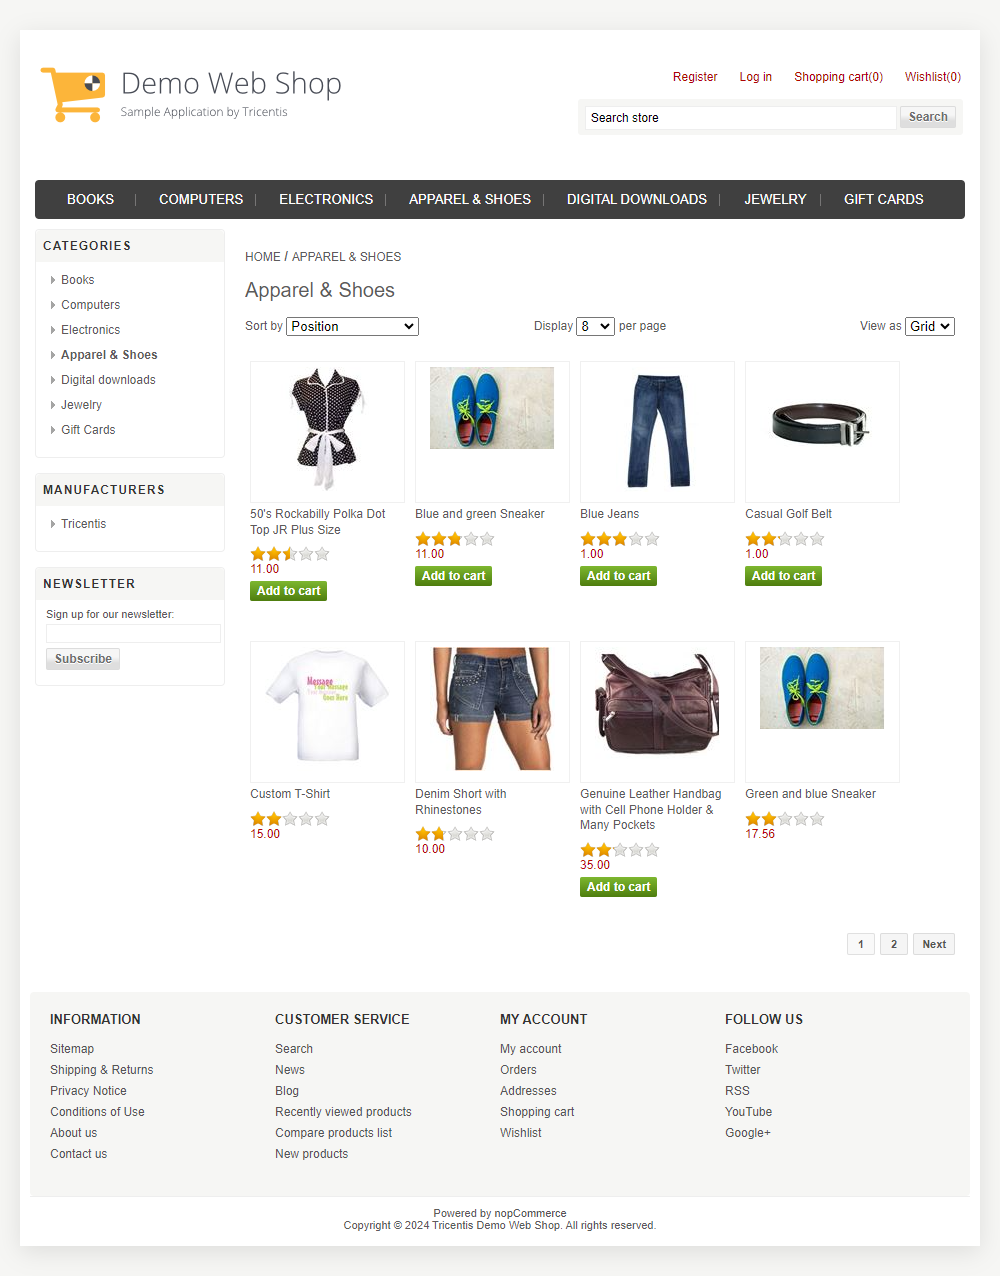 Demo Web Shop
Sample Application by Tricentis
Register Log in Shopping cart(0) Wishlist(0)
Search store Search
BOOKS COMPUTERS ELECTRONICS APPAREL & SHOES DIGITAL DOWNLOADS JEWELRY GIFT CARDS
CATEGORIES
Books
Computers
Electronics
Apparel & Shoes
Digital downloads
Jewelry
Gift Cards
MANUFACTURERS
Tricentis
NEWSLETTER
Sign up for our newsletter:
Subscribe
HOME / APPAREL & SHOES
Apparel & Shoes
Sort by Position Display 8 per page View as Grid
50's Rockabilly Polka Dot
Top JR Plus Size
11.00
Add to cart
Blue and green Sneaker
11.00
Add to cart
Blue Jeans
1.00
Add to cart
Casual Golf Belt
1.00
Add to cart
Message
Your Message
Goes Here
Custom T-Shirt
15.00
Denim Short with
Rhinestones
10.00
Genuine Leather Handbag
with Cell Phone Holder &
Many Pockets
35.00
Add to cart
Green and blue Sneaker
17.56
1 2 Next
INFORMATION
Sitemap
Shipping & Returns
Privacy Notice
Conditions of Use
About us
Contact us
CUSTOMER SERVICE
Search
News
Blog
Recently viewed products
Compare products list
New products
MY ACCOUNT
My account
Orders
Addresses
Shopping cart
Wishlist
FOLLOW US
Facebook
Twitter
RSS
YouTube
Google+
Powered by nopCommerce
Copyright © 2024 Tricentis Demo Web Shop. All rights reserved.